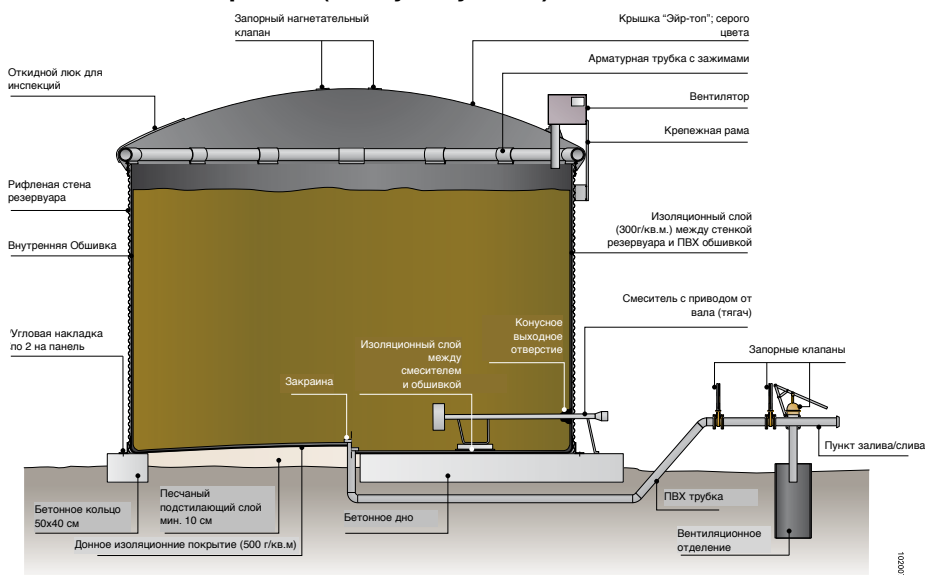 Запорный нагнетательный
клапан
Крышка “Эйр-топ”; серого
цвета
Арматурная трубка с зажимами
Откидной люк для
инспекций
Вентилятор
Крепежная рама
Рифленая стена
резервуара
Изоляционный слой
(300г/кв.м.) между стенкой
резервуара и ПВХ обшивкой
Внутренняя Обшивка
Смеситель с приводом от
вала (тягач)
Конусное
выходное
отверстие
Угловая накладка
по 2 на панель
Изоляционный слой
между
смесителем
и обшивкой
Запорные клапаны
Закраина
Пункт залива/слива
Песчаный
подстилающий слой
мин. 10 см
ПВХ трубка
Бетонное кольцо
50x40 см
Бетонное дно
Вентиляционное
отделение
Донное изоляционние покрытие (500 г/кв.м)
10200